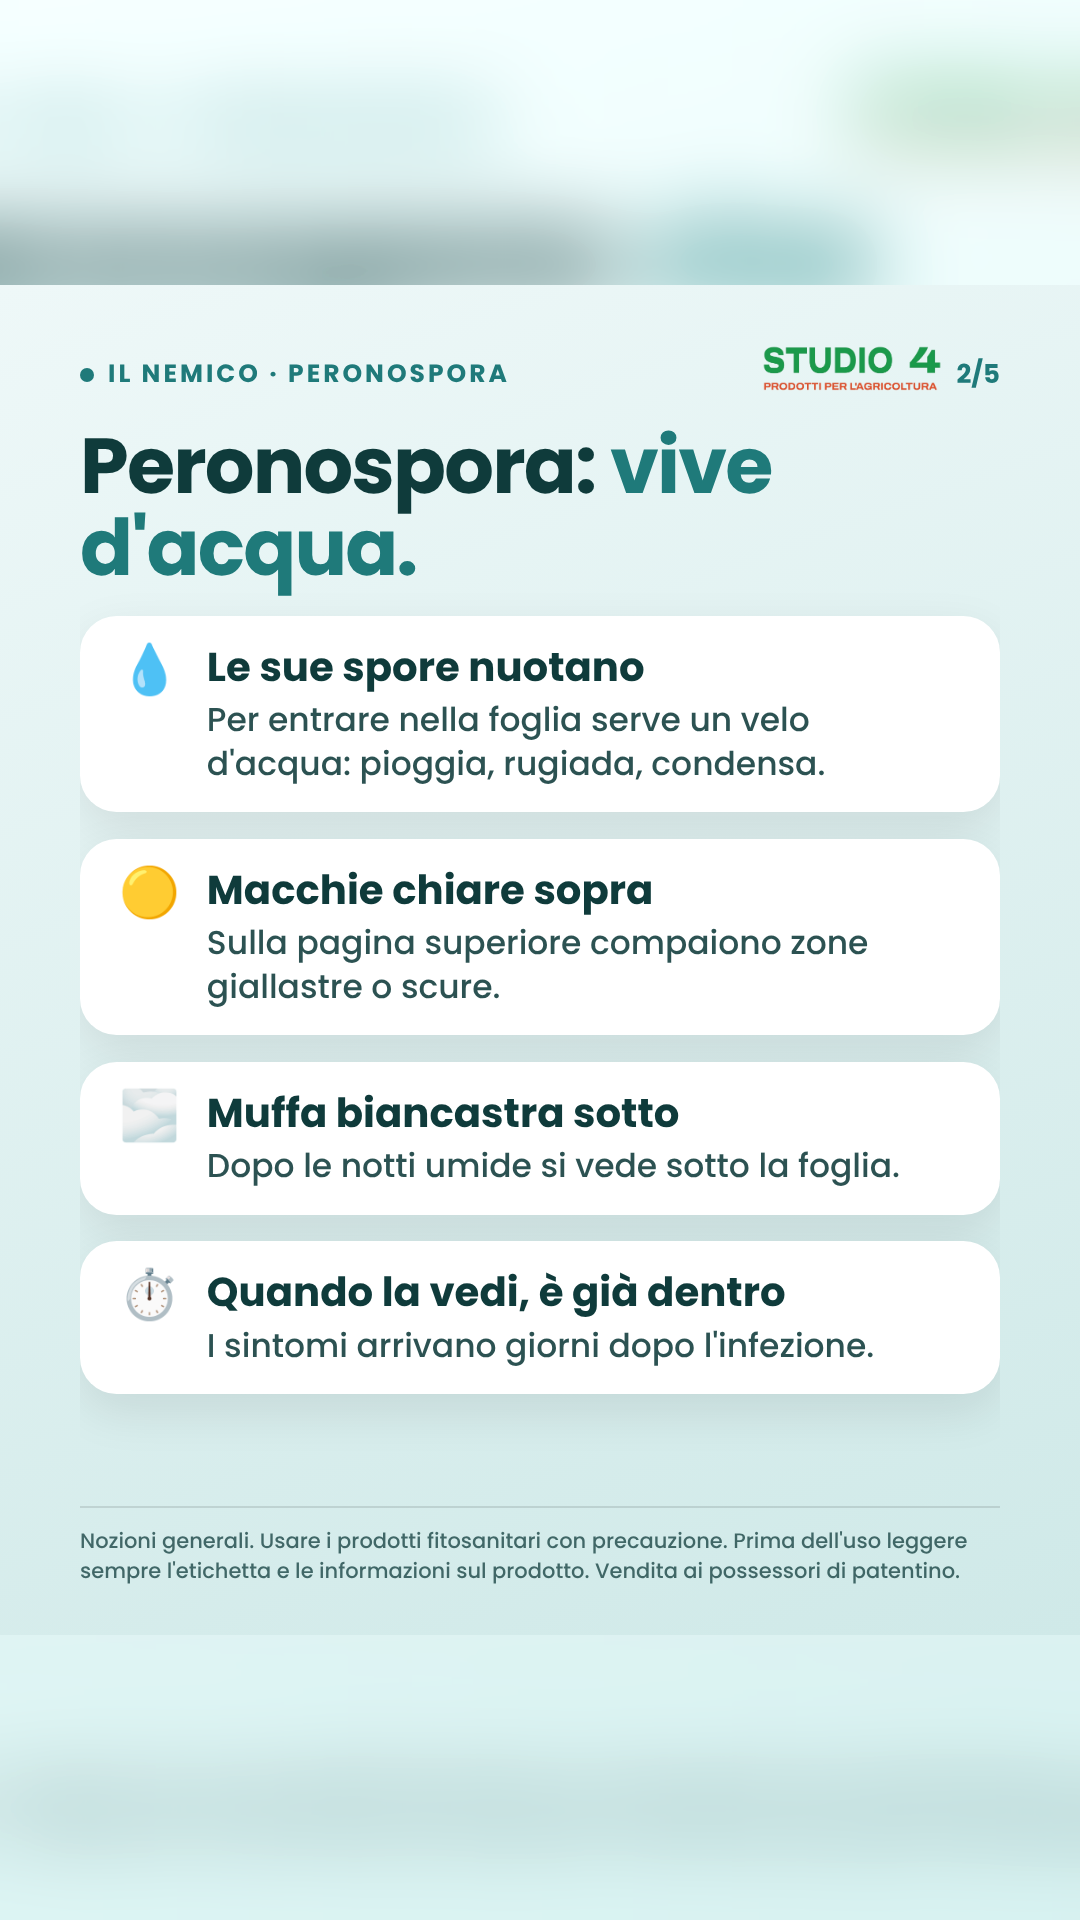 IL NEMICO · PERONOSPORA
STUDIO 4
PRODOTTI PER L'AGRICOLTURA
2/5
Peronospora: vive
d'acqua.
Le sue spore nuotano
Per entrare nella foglia serve un velo
d'acqua: pioggia, rugiada, condensa.
Macchie chiare sopra
Sulla pagina superiore compaiono zone
giallastre o scure.
Muffa biancastra sotto
Dopo le notti umide si vede sotto la foglia.
Quando la vedi, è già dentro
I sintomi arrivano giorni dopo l'infezione.
Nozioni generali. Usare i prodotti fitosanitari con precauzione. Prima dell'uso leggere
sempre l'etichetta e le informazioni sul prodotto. Vendita ai possessori di patentino.